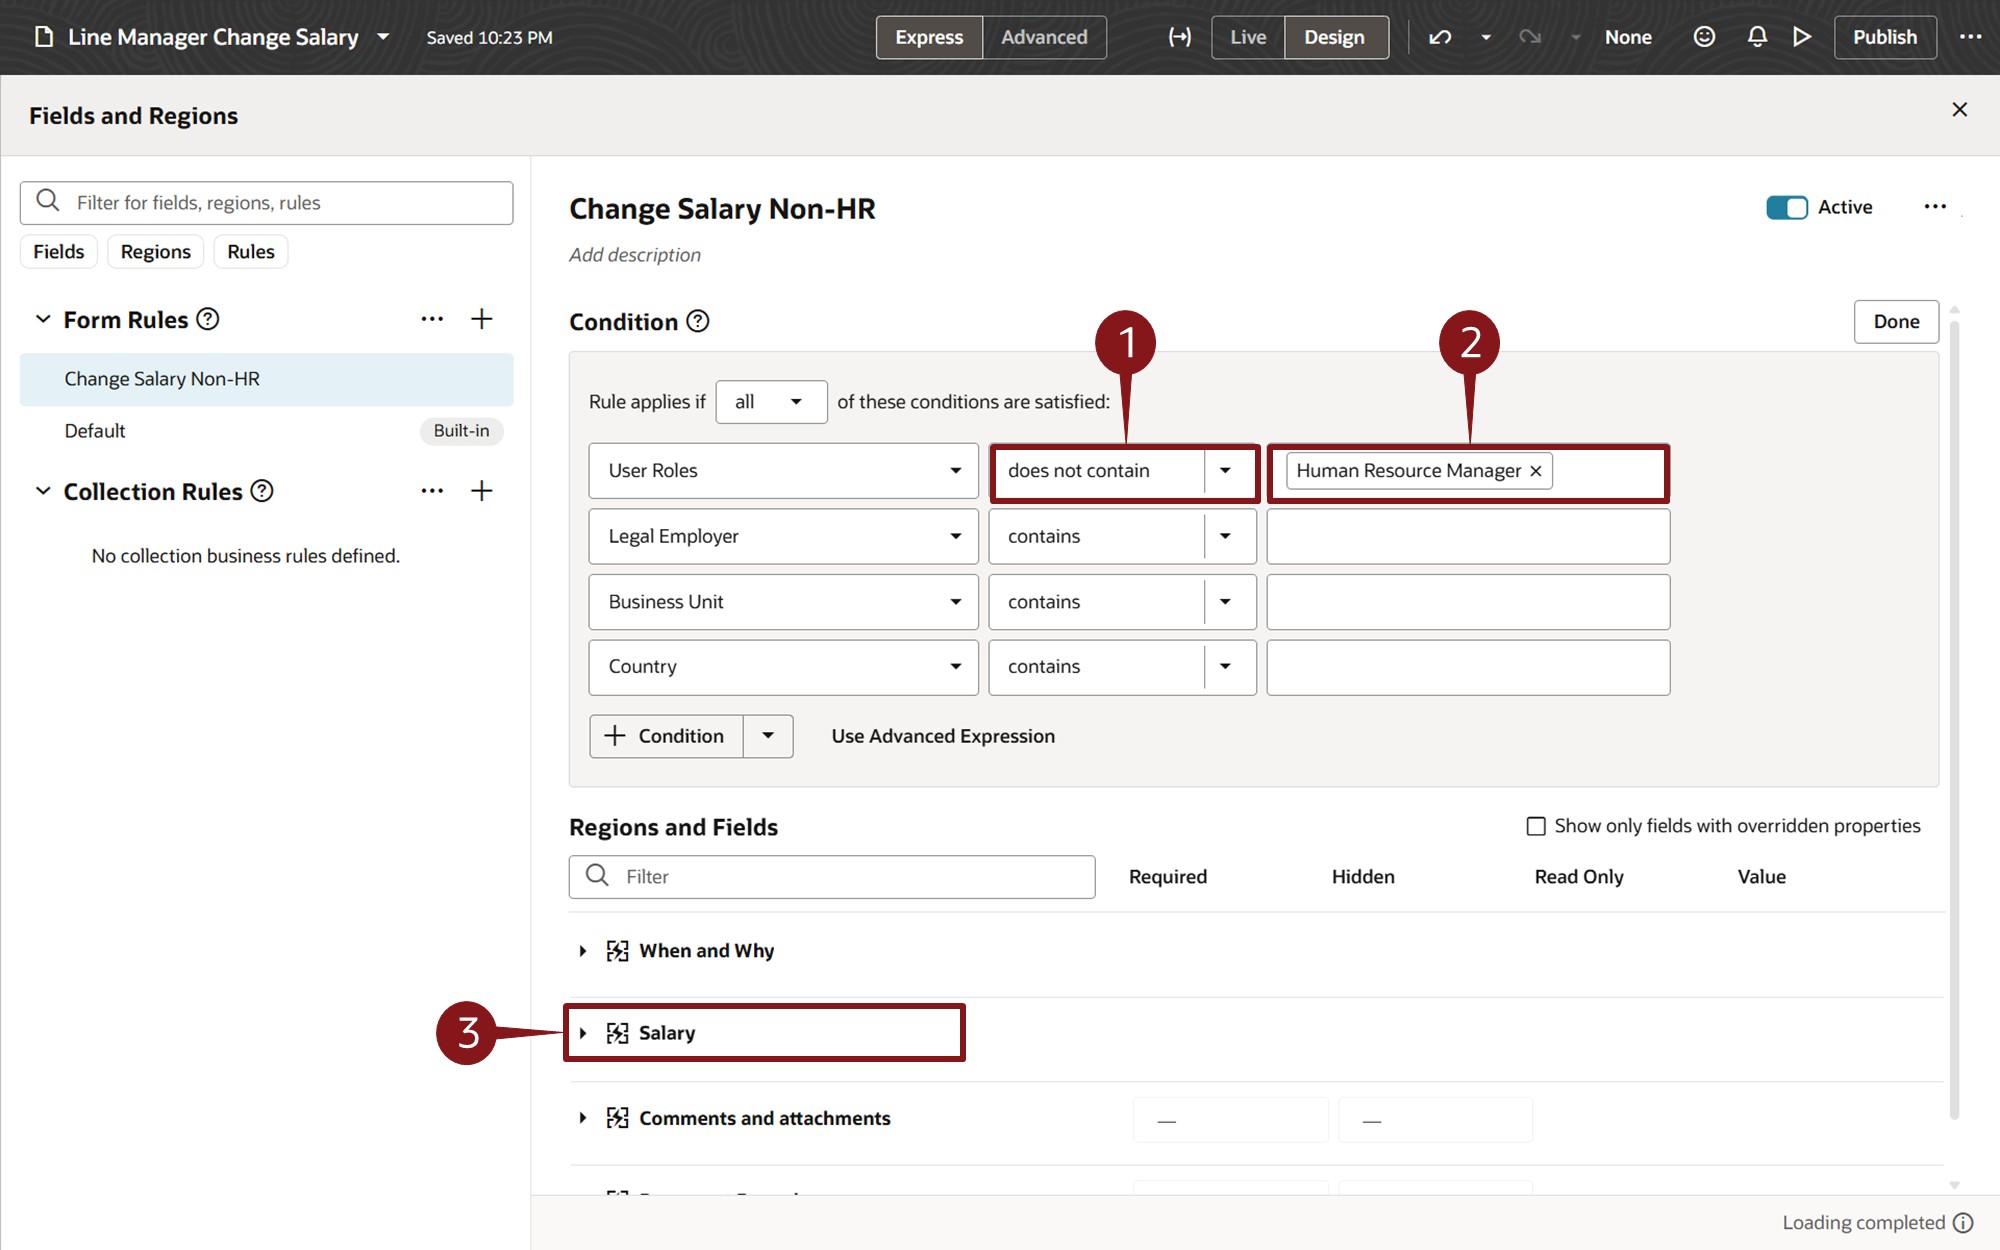 Line Manager Change Salary Saved 10:23 PM Express Advanced Live Design None Publish
Fields and Regions
Filter for fields, regions, rules
Fields Regions Rules
Form Rules
Change Salary Non-HR
Default Built-in
Collection Rules
No collection business rules defined.
Change Salary Non-HR Active
Add description
Condition Done
1 2
Rule applies if all of these conditions are satisfied:
User Roles does not contain Human Resource Manager
Legal Employer contains
Business Unit contains
Country contains
Condition Use Advanced Expression
Regions and Fields Show only fields with overridden properties
Filter Required Hidden Read Only Value
When and Why
3 Salary
Comments and attachments — —
Loading completed